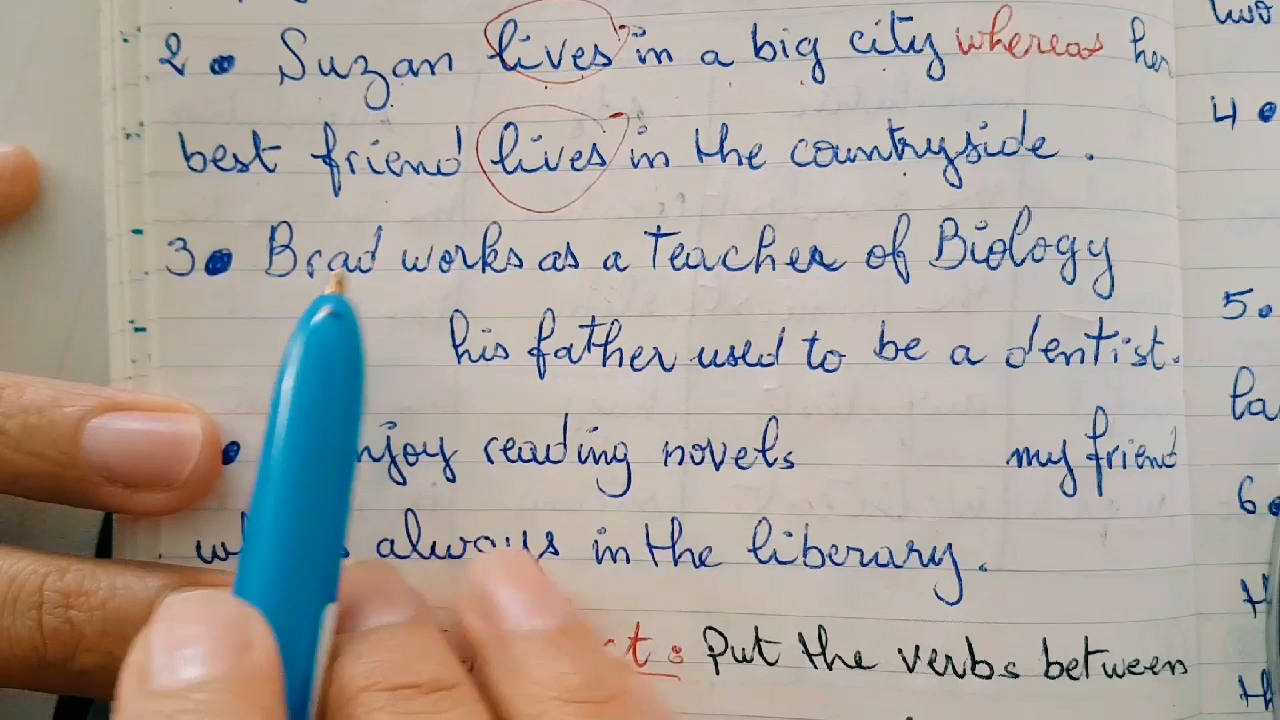 2. Suzan lives in a big city whereas her
best friend lives in the countryside.
3. Brad works as a teacher of Biology
his father used to be a dentist.
reading novels my friend
always in the liberary.
Put the verbs between
two
4.
5.
la
6.